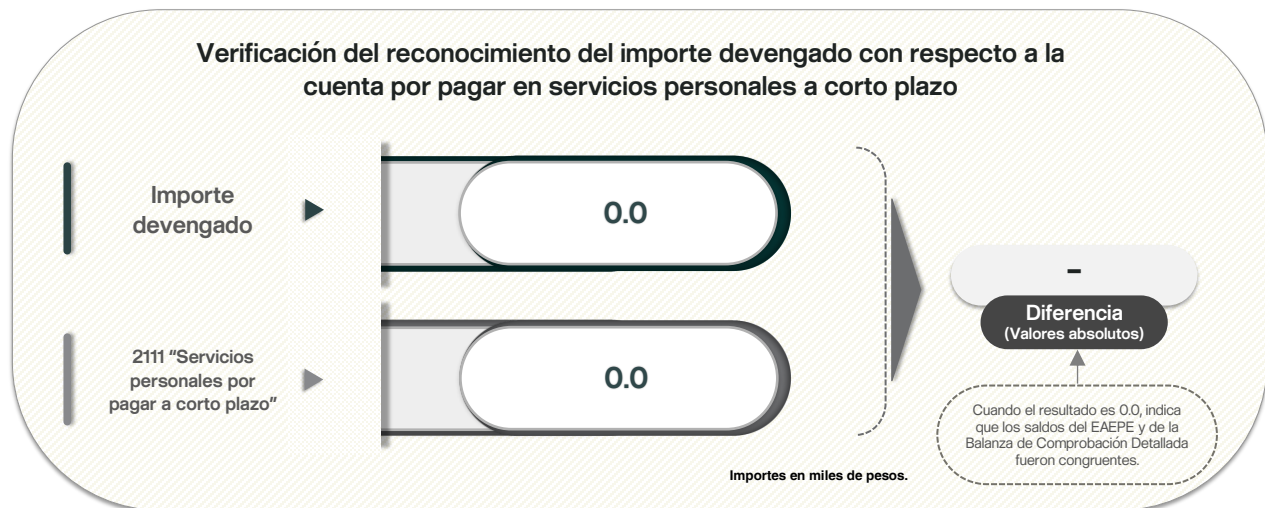 Verificación del reconocimiento del importe devengado con respecto a la
cuenta por pagar en servicios personales a corto plazo
Importe
devengado
0.0
2111 “Servicios
personales por
pagar a corto plazo”
0.0
-
Diferencia
(Valores absolutos)
Cuando el resultado es 0.0, indica
que los saldos del EAEPE y de la
Balanza de Comprobación Detallada
fueron congruentes.
Importes en miles de pesos.